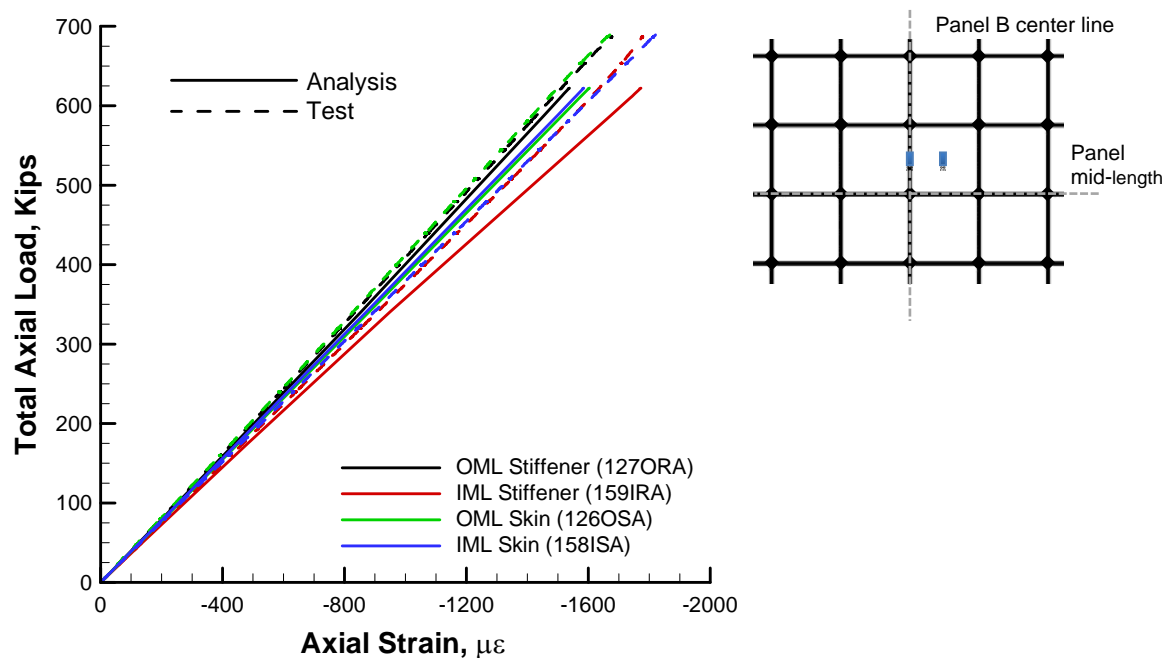 700
600
500
400
300
200
100
0
Total Axial Load, Kips
Analysis
Test
OML Stiffener (127ORA)
IML Stiffener (159IRA)
OML Skin (126OSA)
IML Skin (158ISA)
0 -400 -800 -1200 -1600 -2000
Axial Strain, με
Panel B center line
Panel
mid-length